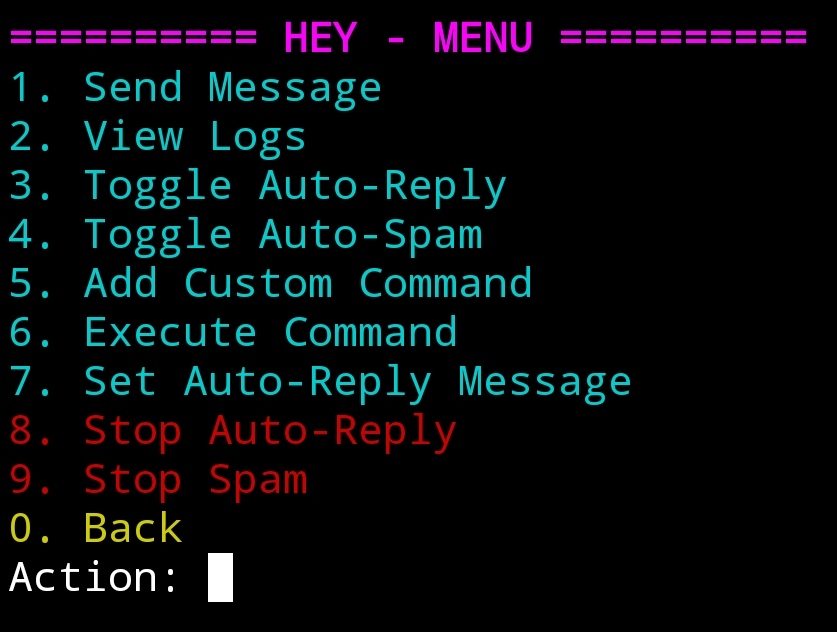 ========== HEY - MENU ==========
1. Send Message
2. View Logs
3. Toggle Auto-Reply
4. Toggle Auto-Spam
5. Add Custom Command
6. Execute Command
7. Set Auto-Reply Message
8. Stop Auto-Reply
9. Stop Spam
0. Back
Action: